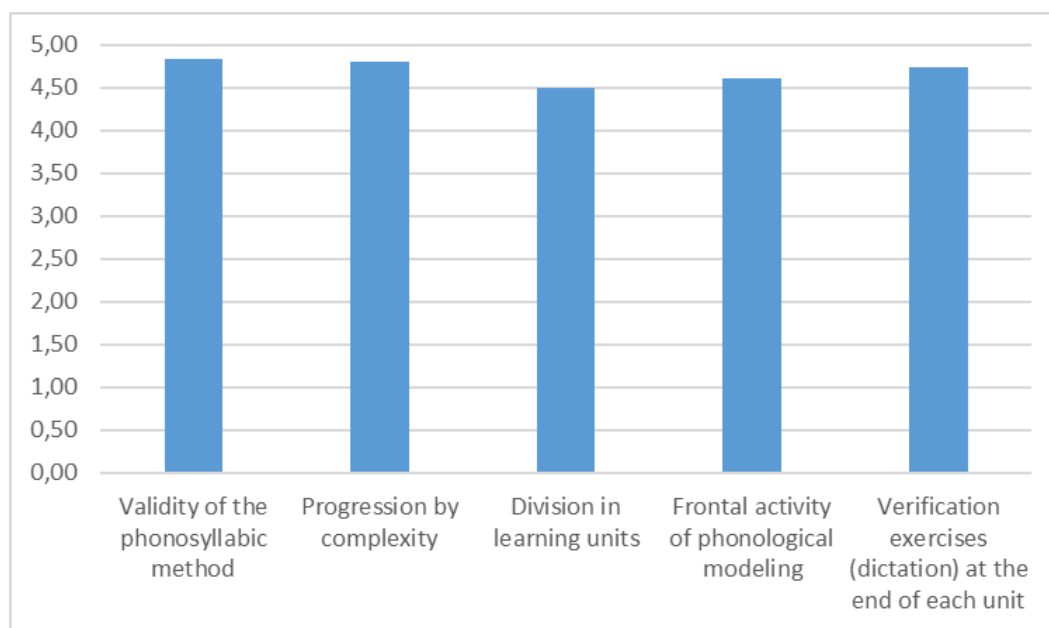 5,00
4,50
4,00
3,50
3,00
2,50
2,00
1,50
1,00
0,50
0,00
Validity of the
phonosyllabic
method
Progression by
complexity
Division in
learning units
Frontal activity
of phonological
modeling
Verification
exercises
(dictation) at the
end of each unit